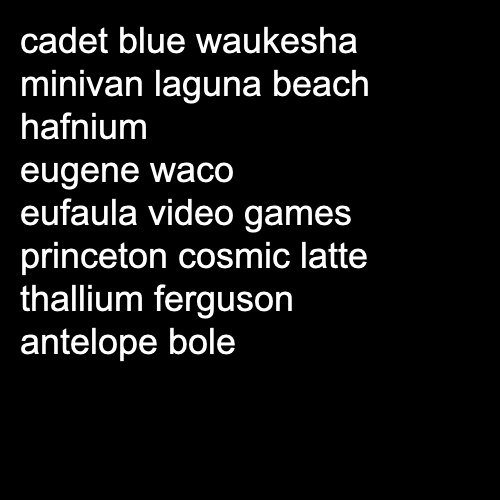 cadet blue waukesha
minivan laguna beach
hafnium
eugene waco
eufaula video games
princeton cosmic latte
thallium ferguson
antelope bole